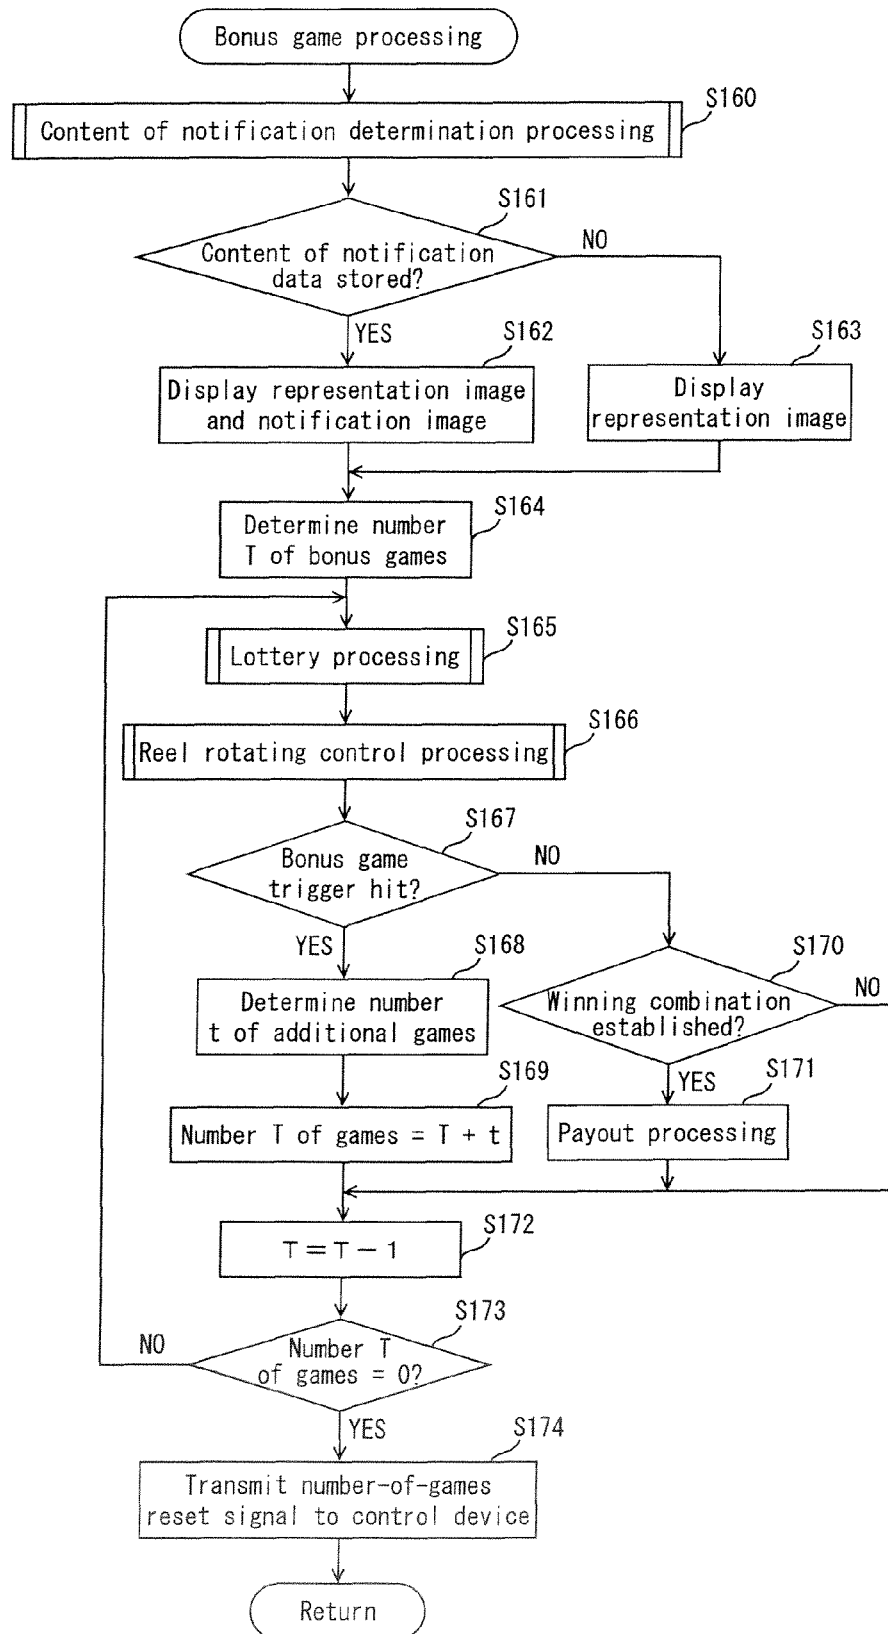 Bonus game processing
S160
Content of notification determination processing
S161
Content of notification
data stored?
NO
YES
S162
Display representation image
and notification image
S163
Display
representation image
S164
Determine number
T of bonus games
S165
Lottery processing
S166
Reel rotating control processing
S167
Bonus game
trigger hit?
NO
YES
S168
Determine number
t of additional games
S170
Winning combination
established?
NO
YES
S169
Number T of games = T + t
S171
Payout processing
S172
T = T - 1
S173
Number T
of games = 0?
NO
YES
S174
Transmit number-of-games
reset signal to control device
Return